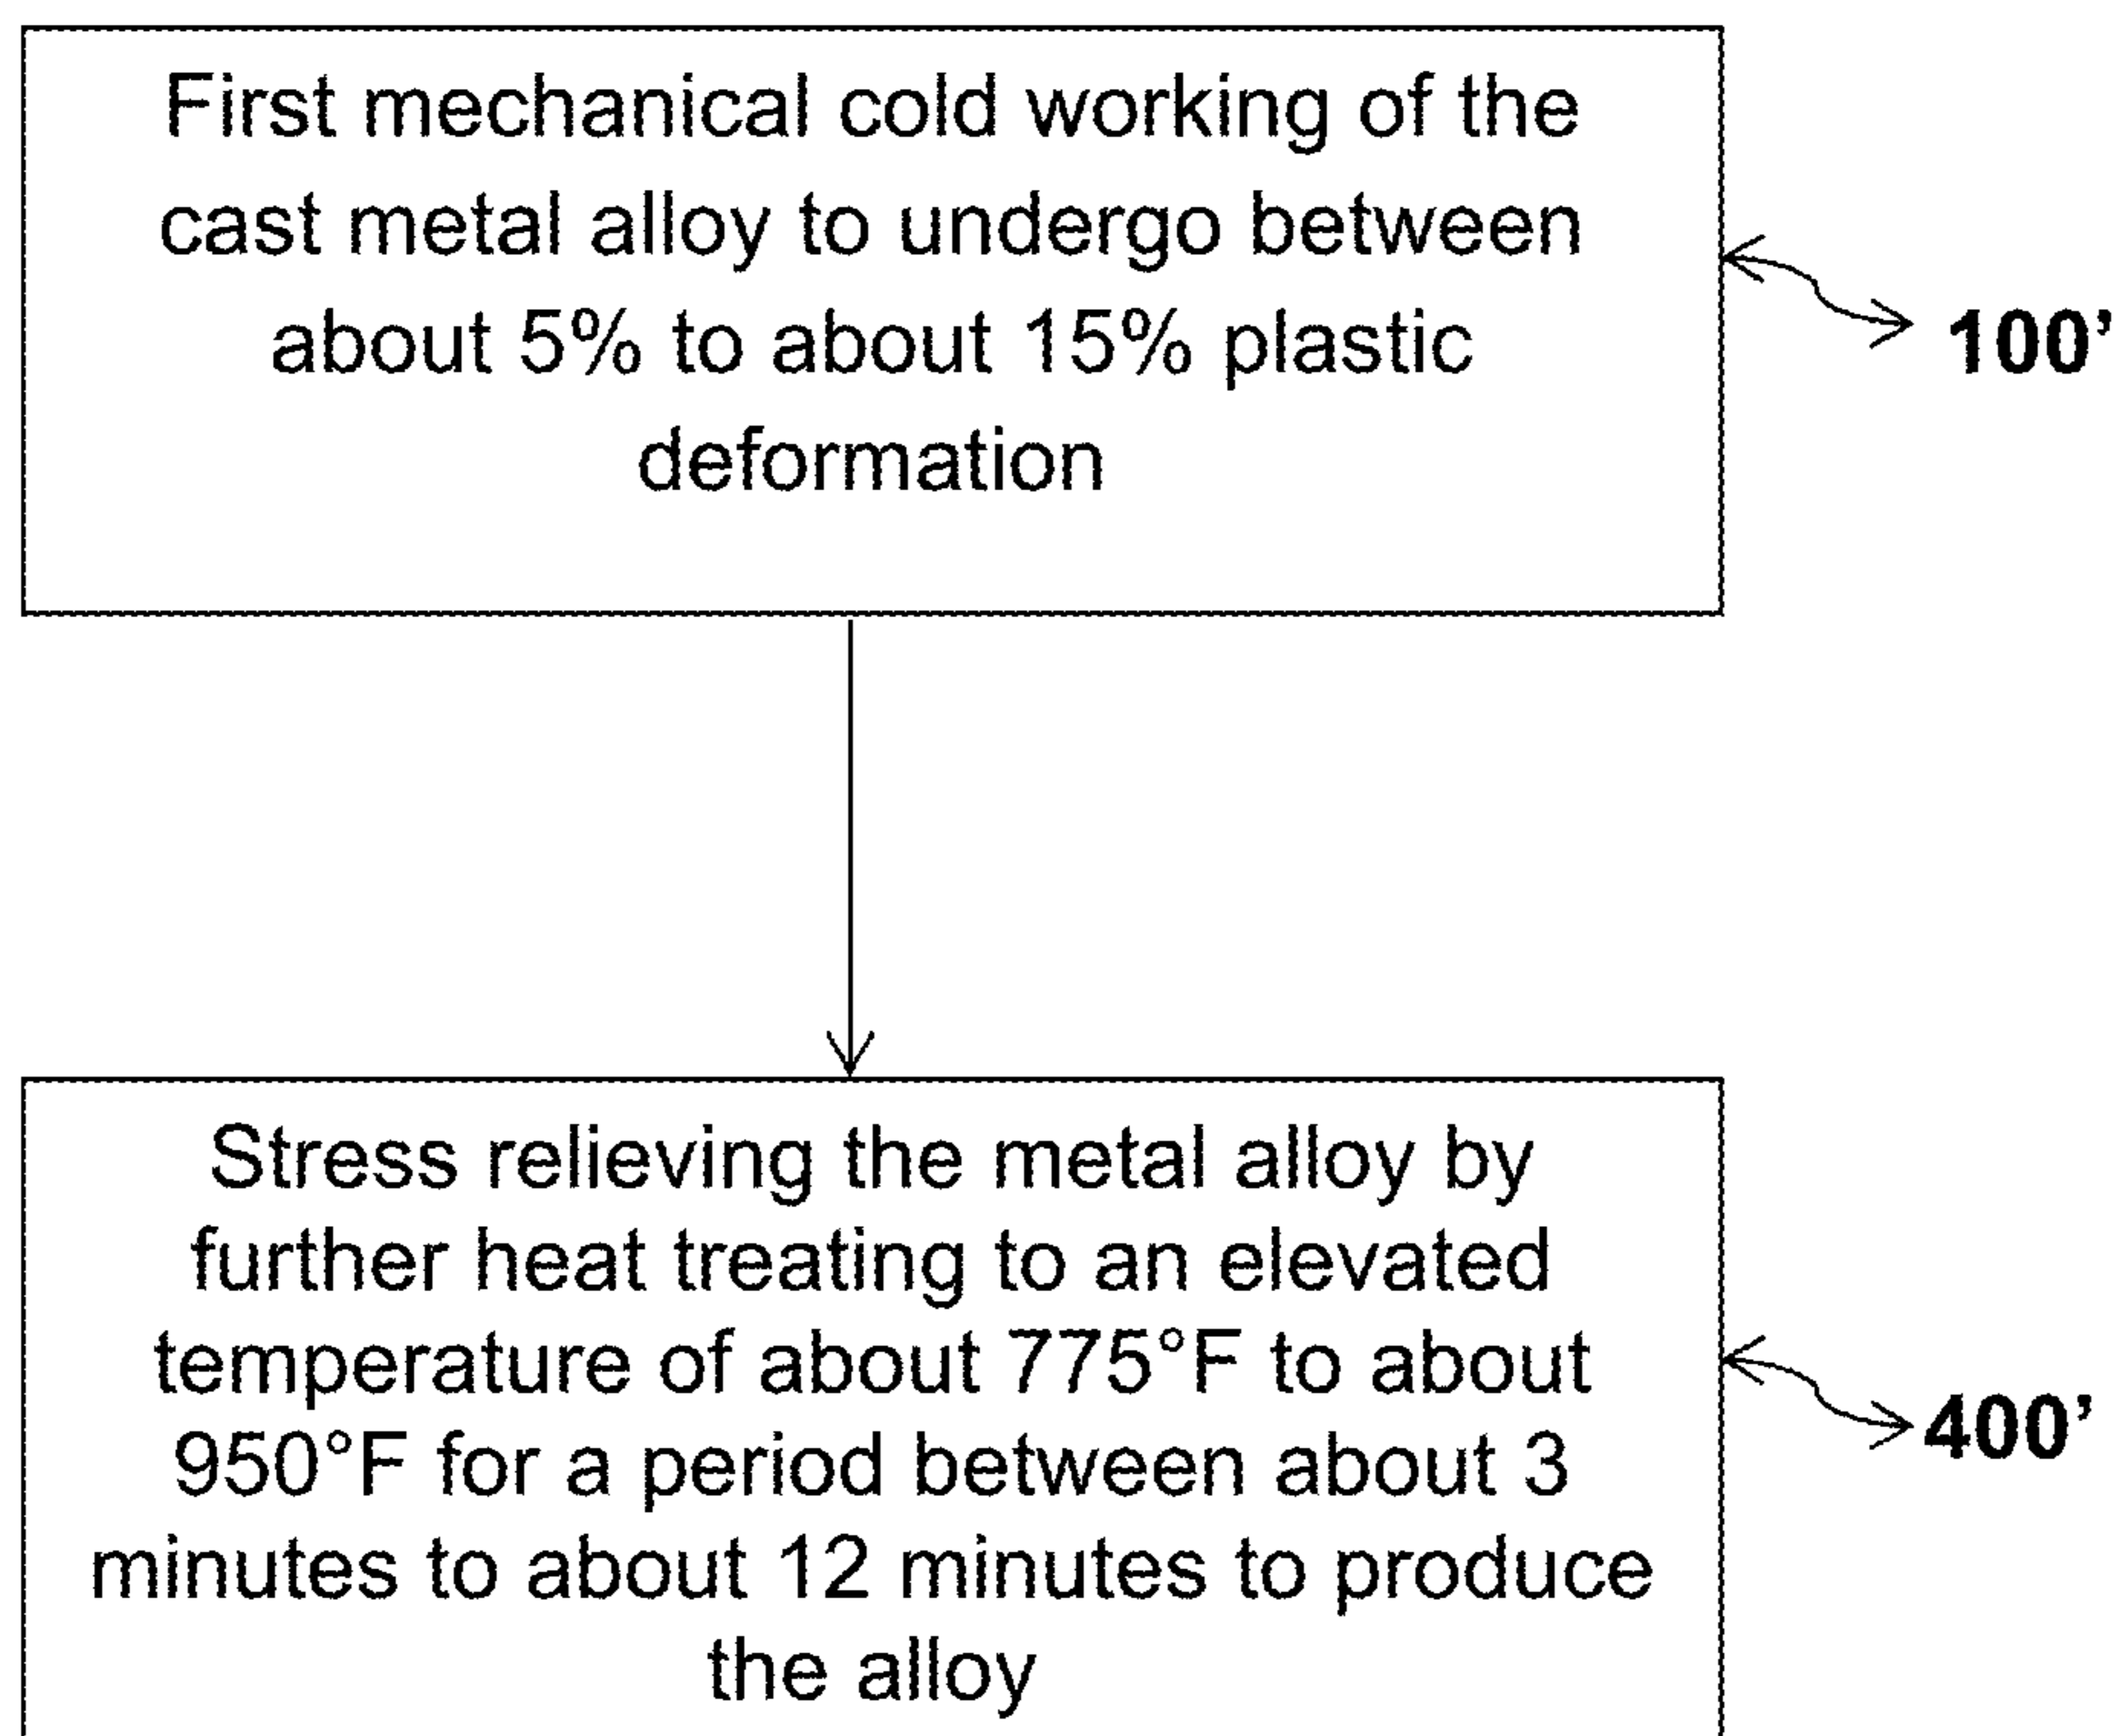 First mechanical cold working of the
cast metal alloy to undergo between
about 5% to about 15% plastic
deformation
100’
Stress relieving the metal alloy by
further heat treating to an elevated
temperature of about 775°F to about
950°F for a period between about 3
minutes to about 12 minutes to produce
the alloy
400’